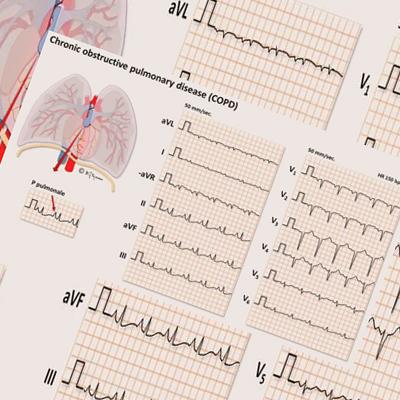 aVL
V1
Chronic obstructive pulmonary disease (COPD)
50 mm/sec.
aVL
I
-aVR
II
aVF
III
50 mm/sec.
V1
V2
V3
V4
V5
V6
HR 150
P pulmonale
aVF
III
V5